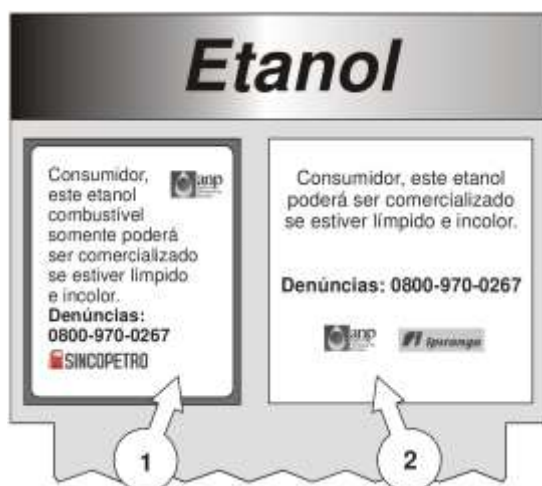 Etanol
Consumidor,
este etanol
combustível
somente poderá
ser comercializado
se estiver límpido
e incolor.
Denúncias:
0800-970-0267
anp
SINCOPETRO
Consumidor, este etanol
poderá ser comercializado
se estiver límpido e incolor.
Denúncias: 0800-970-0267
anp
Ipiranga
1
2